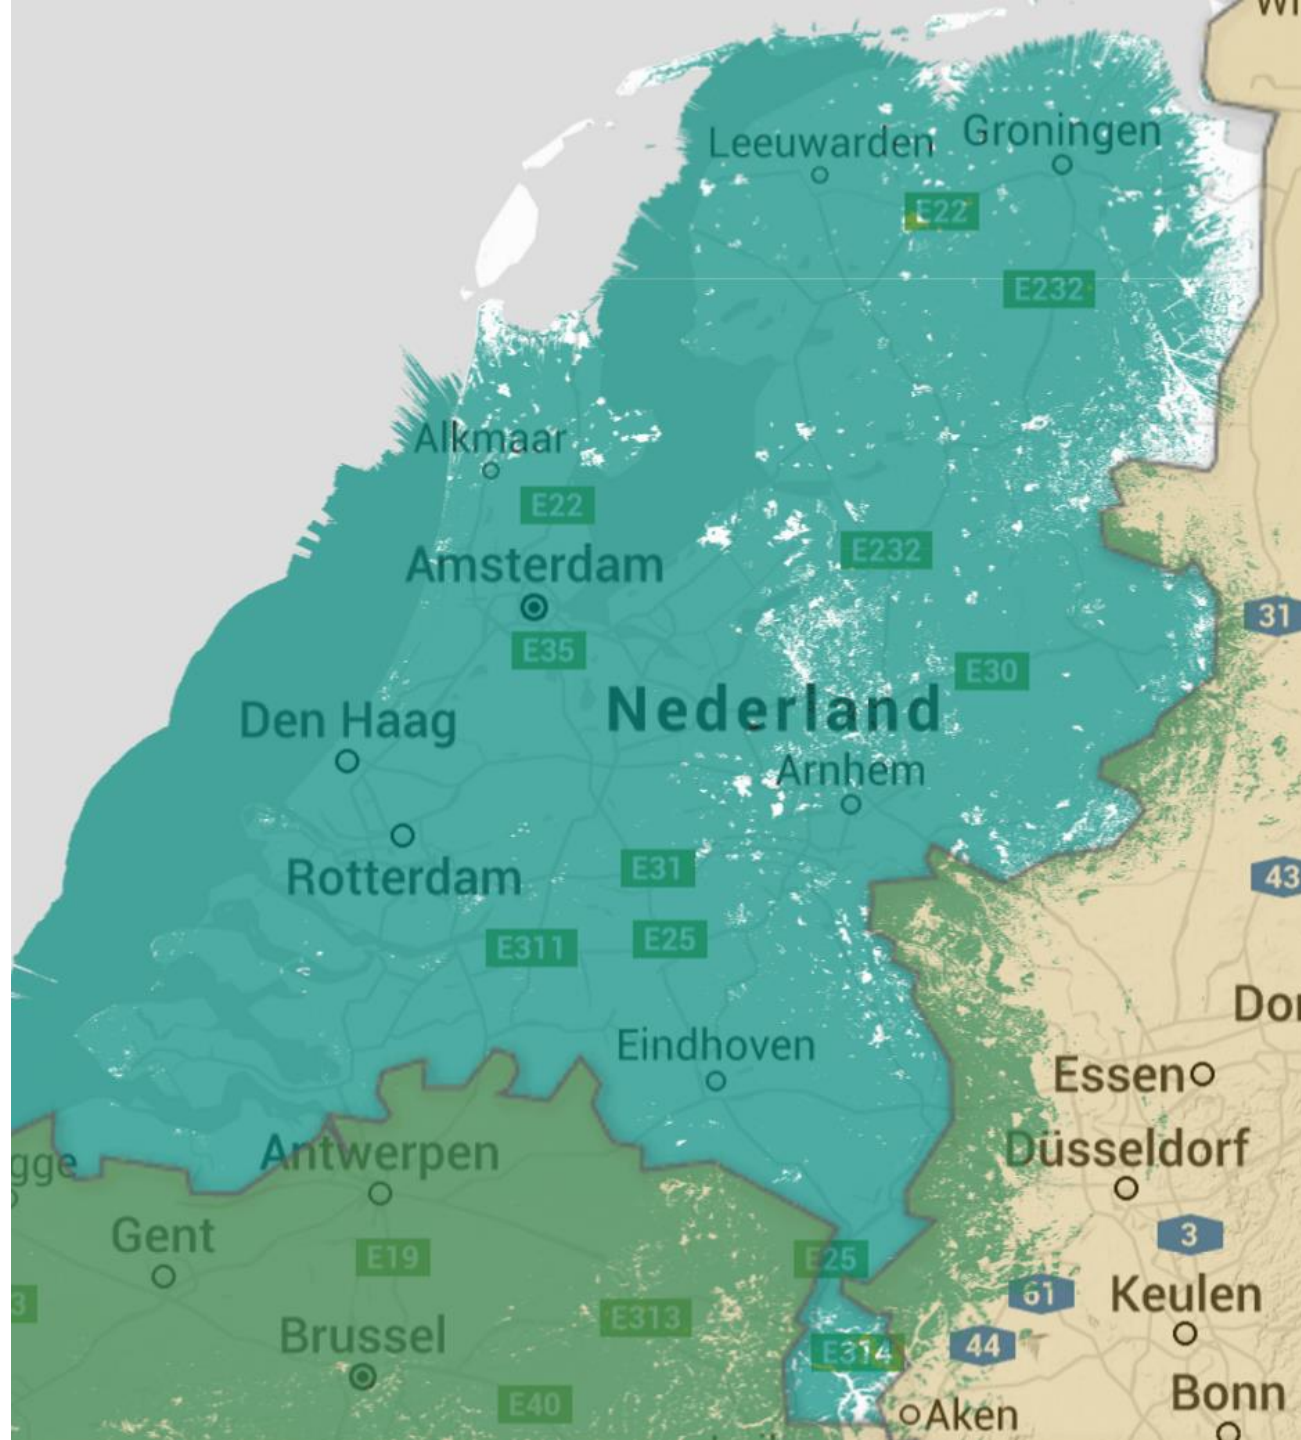 Leeuwarden
Groningen
E22
E232
Alkmaar
E22
E232
Amsterdam
E35
31
E30
Den Haag
Nederland
Arnhem
Rotterdam
E31
43
E311
E25
Eindhoven
Essen
Antwerpen
Düsseldorf
Gent
E19
E25
3
3
E313
61
Keulen
Brussel
E314
44
E40
Bonn
Aken